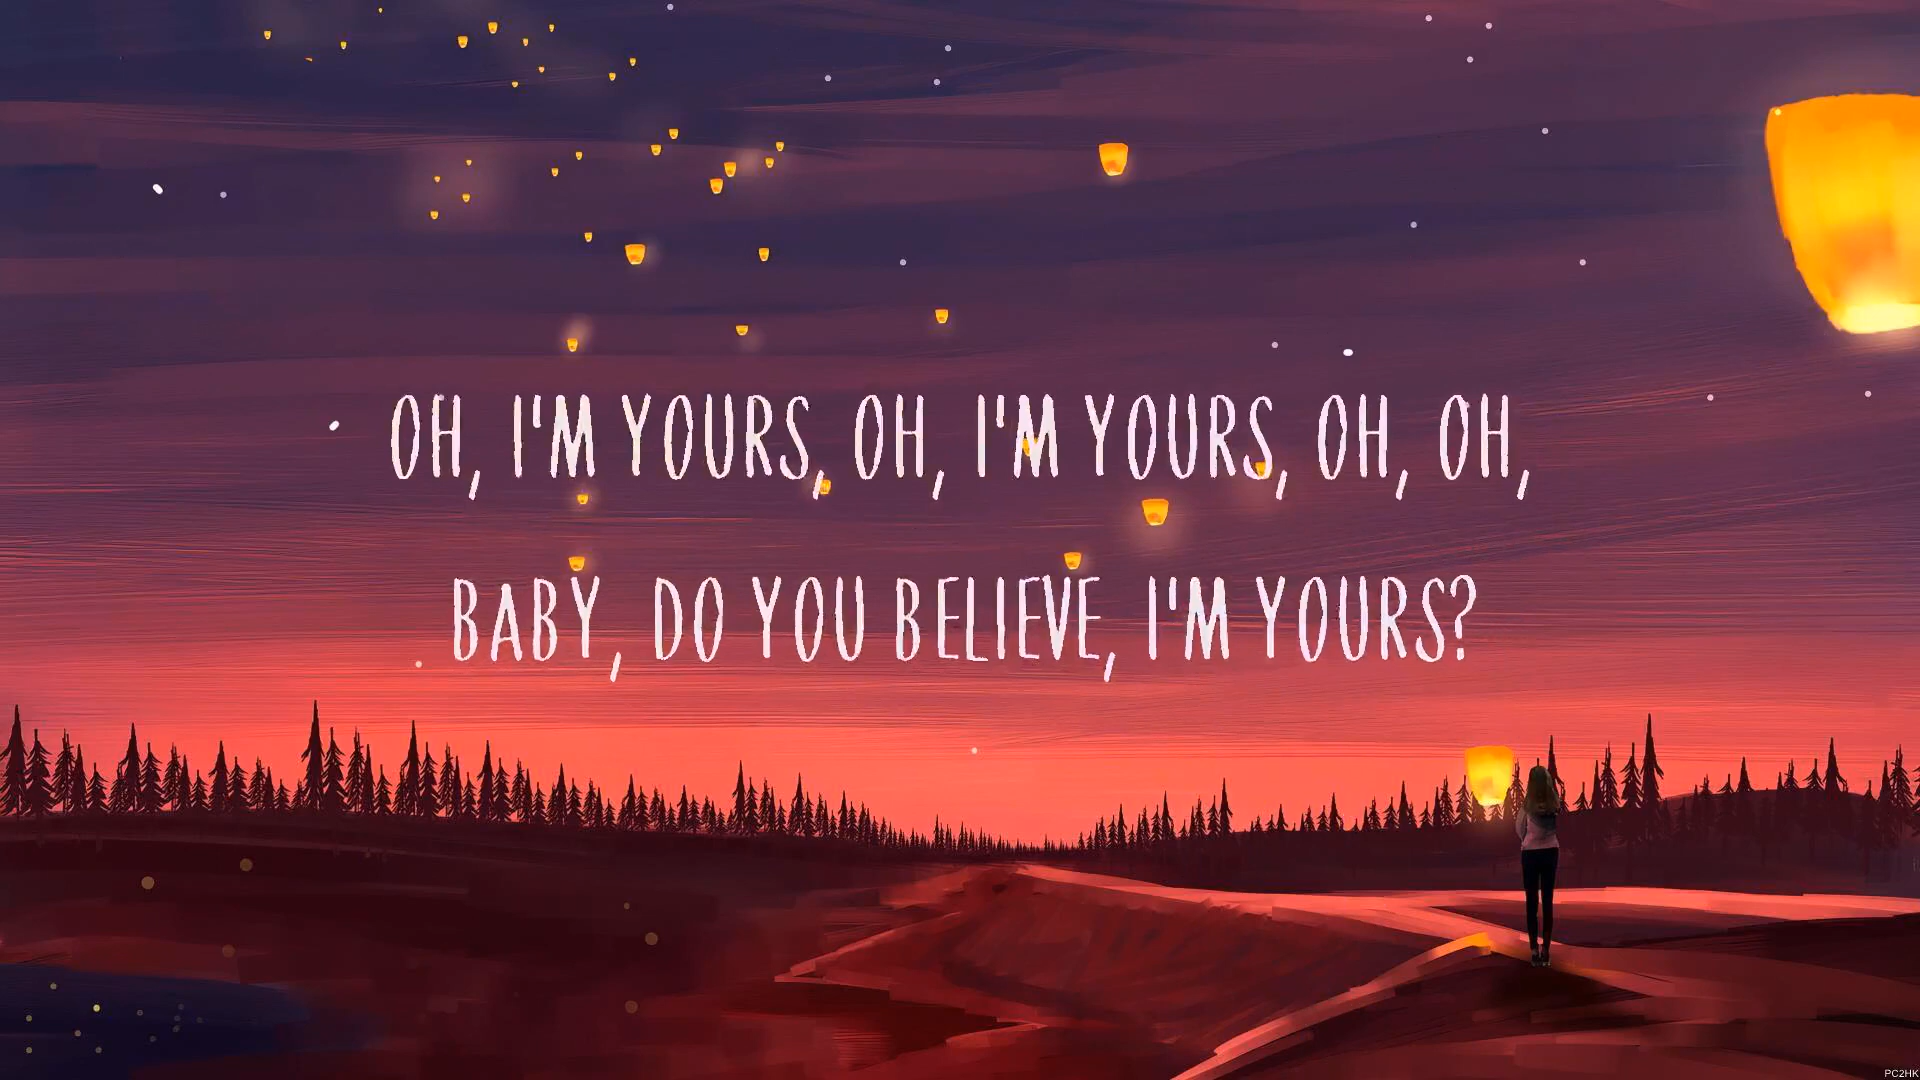 OH, I'M YOURS, OH, I'M YOURS, OH, OH,
BABY, DO YOU BELIEVE, I'M YOURS?
PC2HK